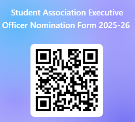 Student Association Executive
Officer Nomination Form 2025-26